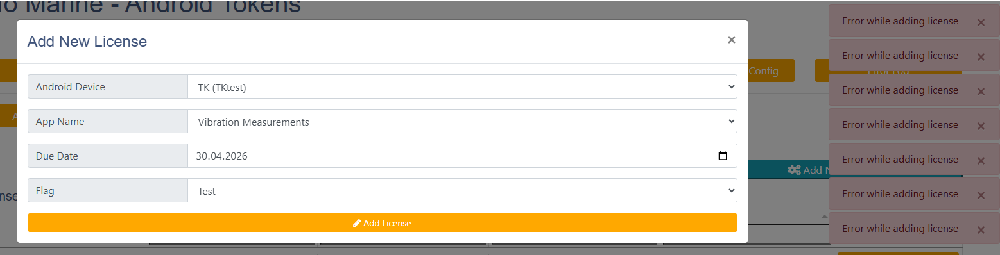 Marine - Android Tokens
Add New License
×
Android Device
TK (TKtest)
App Name
Vibration Measurements
Due Date
30.04.2026
Flag
Test
Add License
Config
Add
Error while adding license ×
Error while adding license ×
Error while adding license ×
Error while adding license ×
Error while adding license ×
Error while adding license ×
Error while adding license ×